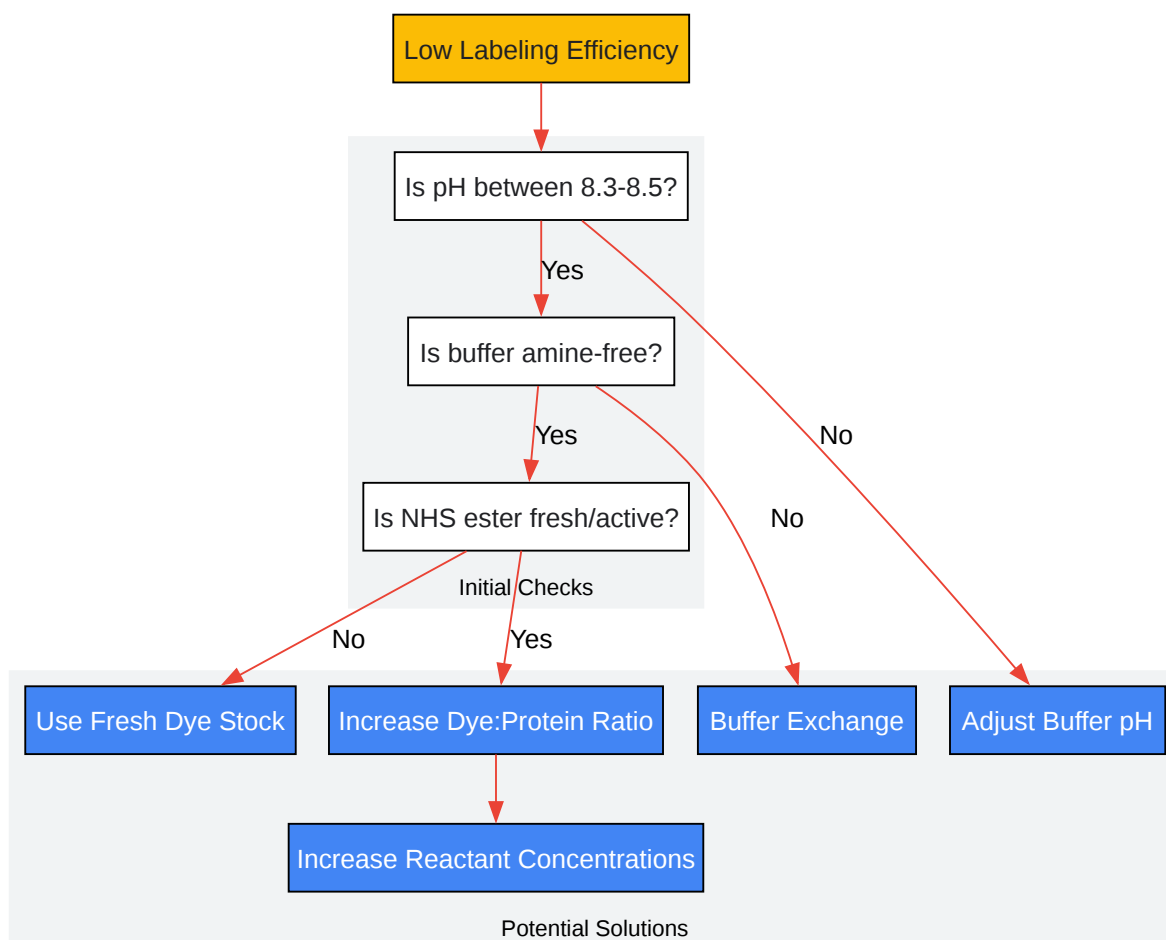 Low Labeling Efficiency
Is pH between 8.3-8.5?
Yes
Is buffer amine-free?
Yes
No
Is NHS ester fresh/active?
No
Initial Checks
No
Yes
Use Fresh Dye Stock
Increase Dye:Protein Ratio
Buffer Exchange
Adjust Buffer pH
Increase Reactant Concentrations
Potential Solutions